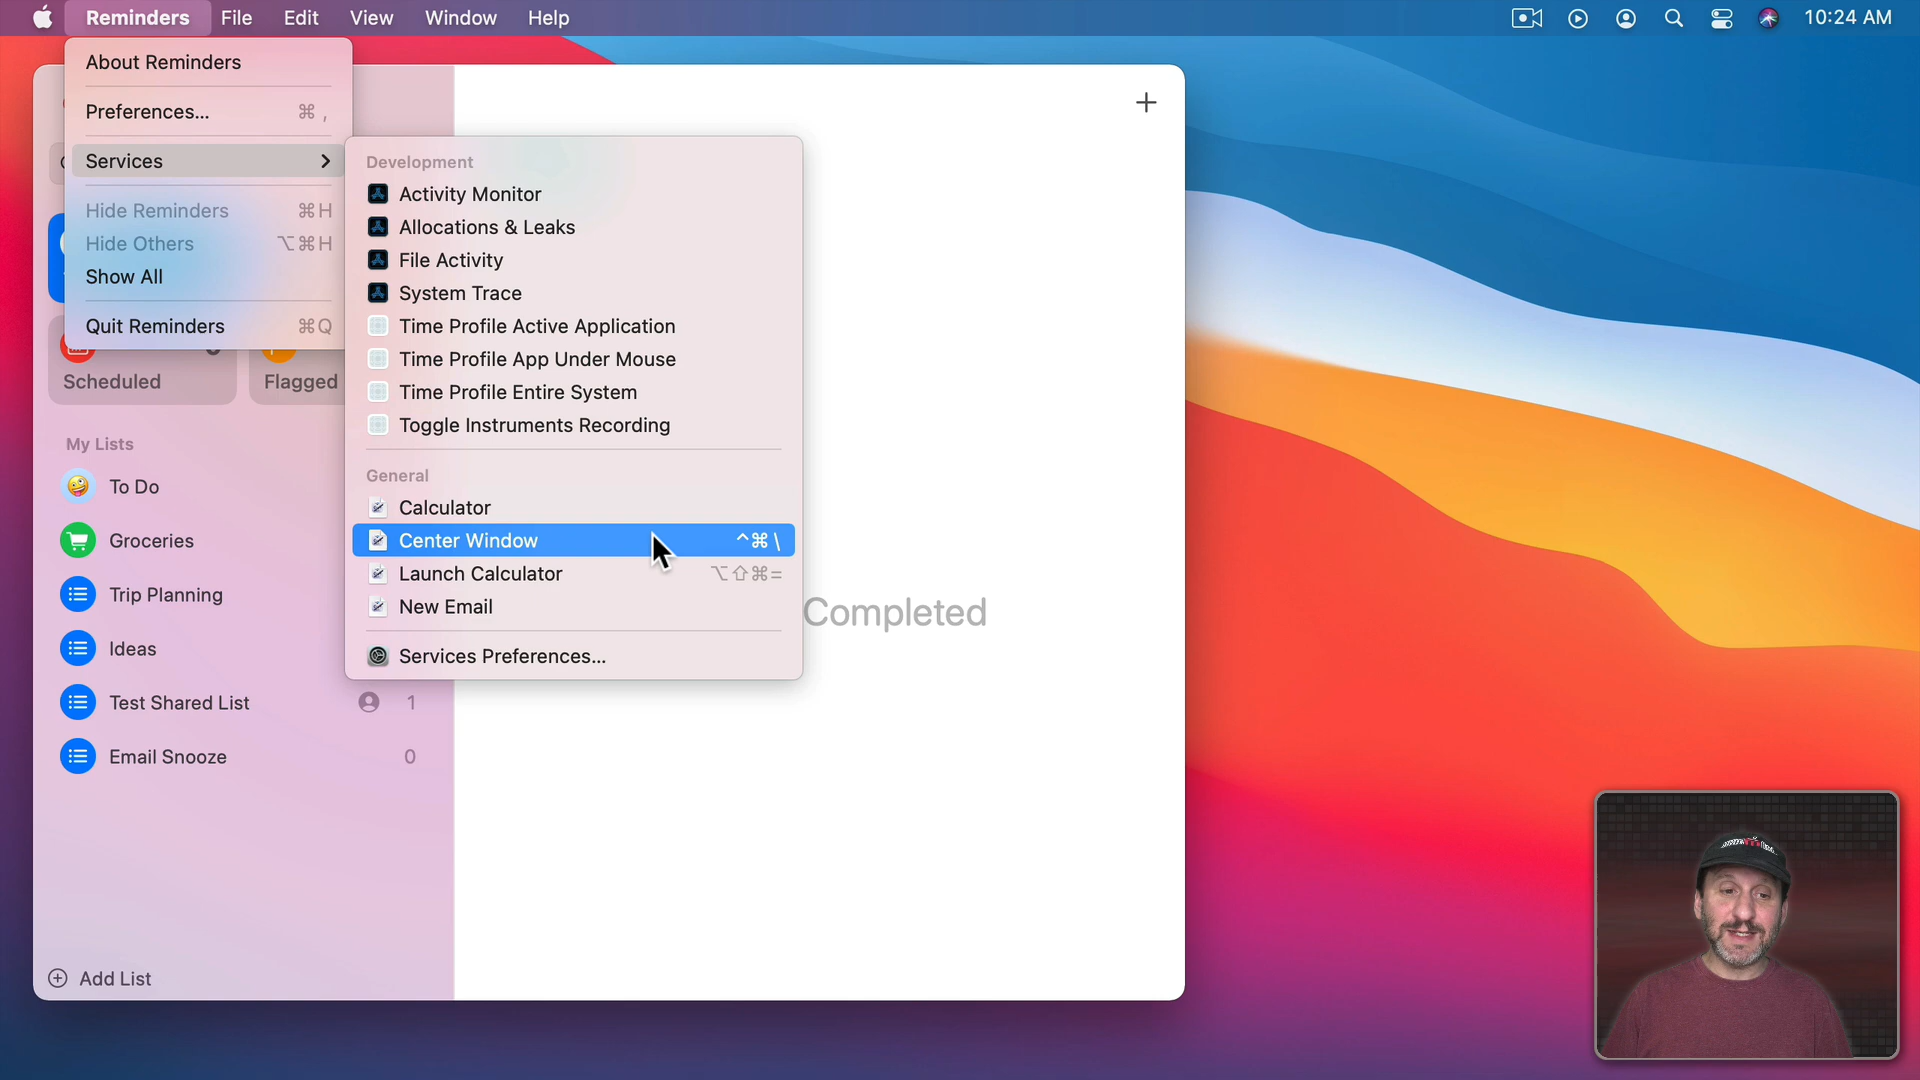 Reminders File Edit View Window Help 10:24 AM
About Reminders
Preferences... ⌘ ,
Services
Hide Reminders ⌘H
Hide Others ⌥⌘H
Show All
Quit Reminders ⌘Q
Development
Activity Monitor
Allocations & Leaks
File Activity
System Trace
Time Profile Active Application
Time Profile App Under Mouse
Time Profile Entire System
Toggle Instruments Recording
General
Calculator
Center Window ^⌘\
Launch Calculator ⌥⇧⌘=
New Email
Services Preferences...
Scheduled
Flagged
My Lists
To Do
Groceries
Trip Planning
Ideas
Test Shared List 1
Email Snooze 0
Add List
Completed